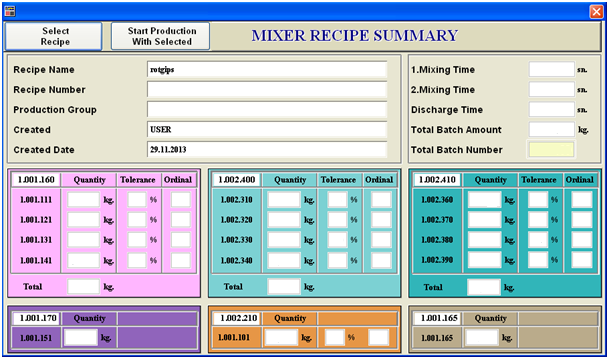 Select Recipe
Start Production With Selected
MIXER RECIPE SUMMARY
Recipe Name rotgips
Recipe Number
Production Group
Created USER
Created Date 29.11.2013
1.Mixing Time sn.
2.Mixing Time sn.
Discharge Time sn.
Total Batch Amount kg.
Total Batch Number
1.001.160 Quantity Tolerance Ordinal
1.001.111 kg. %
1.001.121 kg. %
1.001.131 kg. %
1.001.141 kg. %
Total kg.
1.002.400 Quantity Tolerance Ordinal
1.002.310 kg. %
1.002.320 kg. %
1.002.330 kg. %
1.002.340 kg. %
Total kg.
1.002.410 Quantity Tolerance Ordinal
1.002.360 kg. %
1.002.370 kg. %
1.002.380 kg. %
1.002.390 kg. %
Total kg.
1.001.170 Quantity
1.001.151 kg.
1.002.210 Quantity
1.001.101 kg. %
1.001.165 Quantity
1.001.165 kg.